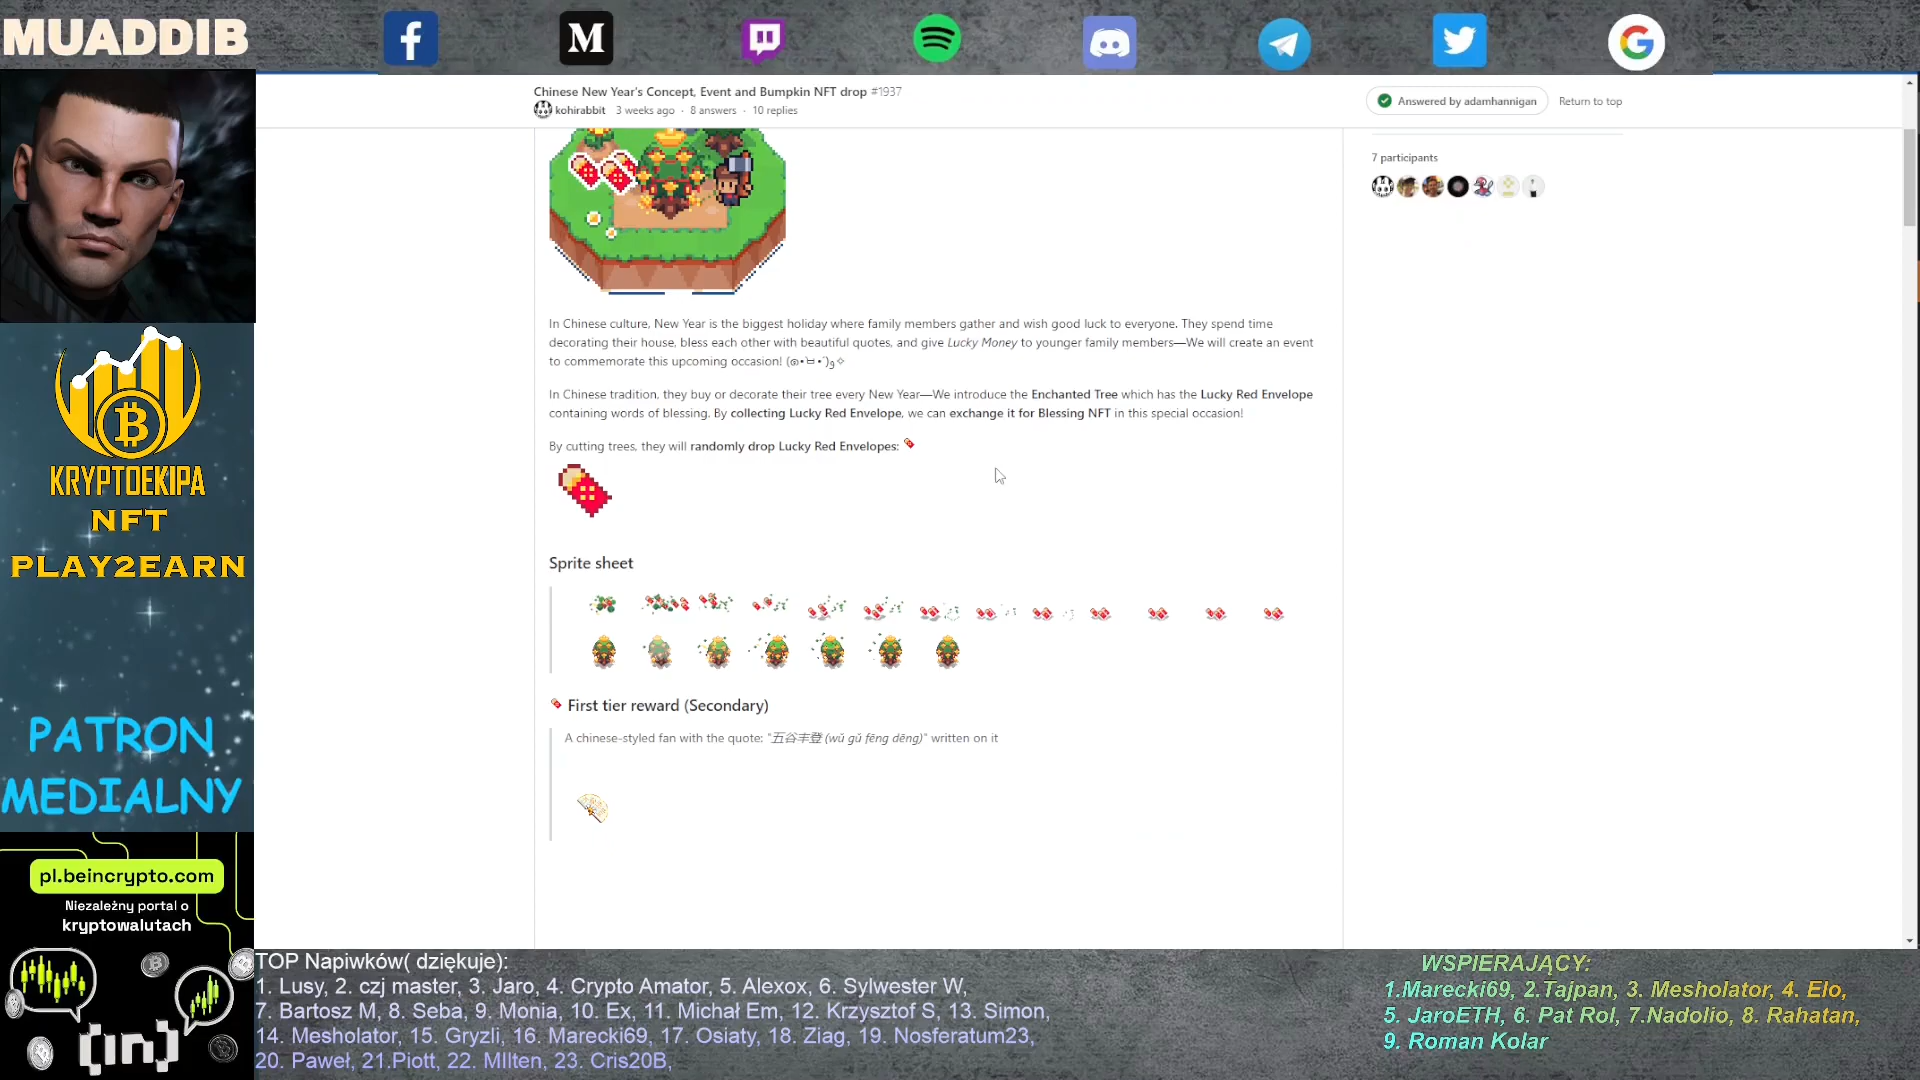 MUADDIB
M
Chinese New Year's Concept, Event and Bumpkin NFT drop #1937
kohirabbit 3 weeks ago · 8 answers · 10 replies
Answered by adamhannigan
Return to top
7 participants
In Chinese culture, New Year is the biggest holiday where family members gather and wish good luck to everyone. They spend time
decorating their house, bless each other with beautiful quotes, and give Lucky Money to younger family members—We will create an event
to commemorate this upcoming occasion!
In Chinese tradition, they buy or decorate their tree every New Year—We introduce the Enchanted Tree which has the Lucky Red Envelope
containing words of blessing. By collecting Lucky Red Envelope, we can exchange it for Blessing NFT in this special occasion!
By cutting trees, they will randomly drop Lucky Red Envelopes:
Sprite sheet
First tier reward (Secondary)
A chinese-styled fan with the quote: "五谷丰登 (wǔ gǔ fēng dēng)" written on it
KRYPTOEKIPA
NFT
PLAY2EARN
PATRON
MEDIALNY
pl.beincrypto.com
Niezależny portal o
kryptowalutach
[in]
TOP Napiwków( dziękuje):
1. Lusy, 2. czj master, 3. Jaro, 4. Crypto Amator, 5. Alexox, 6. Sylwester W,
7. Bartosz M, 8. Seba, 9. Monia, 10. Ex, 11. Michał Em, 12. Krzysztof S, 13. Simon,
14. Mesholator, 15. Gryzli, 16. Marecki69, 17. Osiaty, 18. Ziag, 19. Nosferatum23,
20. Paweł, 21.Piott, 22. MIlten, 23. Cris20B,
WSPIERAJĄCY:
1.Marecki69, 2.Tajpan, 3. Mesholator, 4. Elo,
5. JaroETH, 6. Pat Rol, 7.Nadolio, 8. Rahatan,
9. Roman Kolar